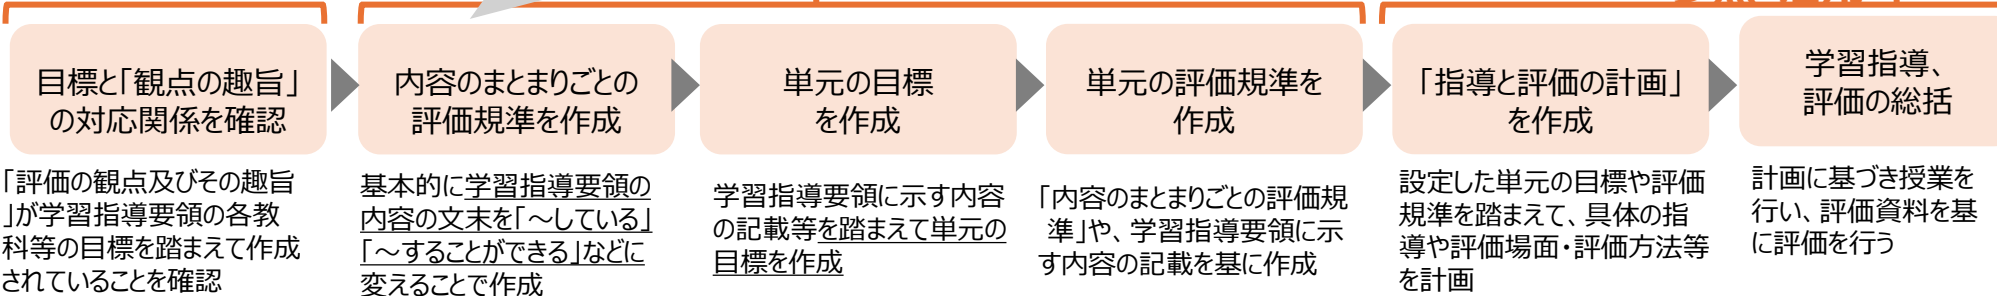 目標と「観点の趣旨」
の対応関係を確認
内容のまとまりごとの
評価規準を作成
単元の目標
を作成
単元の評価規準を
作成
「指導と評価の計画」
を作成
学習指導、
評価の総括
「評価の観点及びその趣旨
」が学習指導要領の各教
科等の目標を踏まえて作成
されていることを確認
基本的に学習指導要領の
内容の文末を「～している」
「～することができる」などに
変えることで作成
学習指導要領に示す内容
の記載等を踏まえて単元の
目標を作成
「内容のまとまりごとの評価規
準」や、学習指導要領に示
す内容の記載を基に作成
設定した単元の目標や評価
規準を踏まえて、具体の指
導や評価場面・評価方法等
を計画
計画に基づき授業を
行い、評価資料を基
に評価を行う